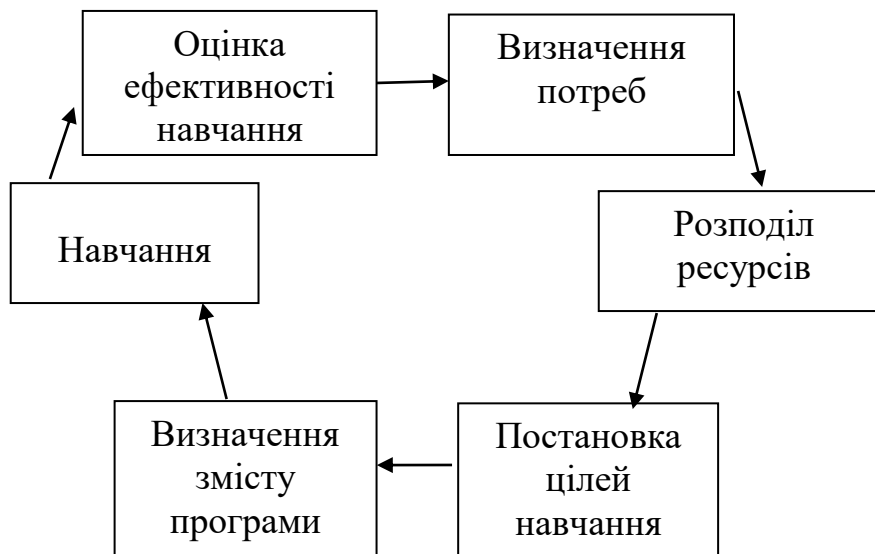 Оцінка
ефективності
навчання
Визначення
потреб
Навчання
Розподіл
ресурсів
Визначення
змісту
програми
Постановка
цілей
навчання